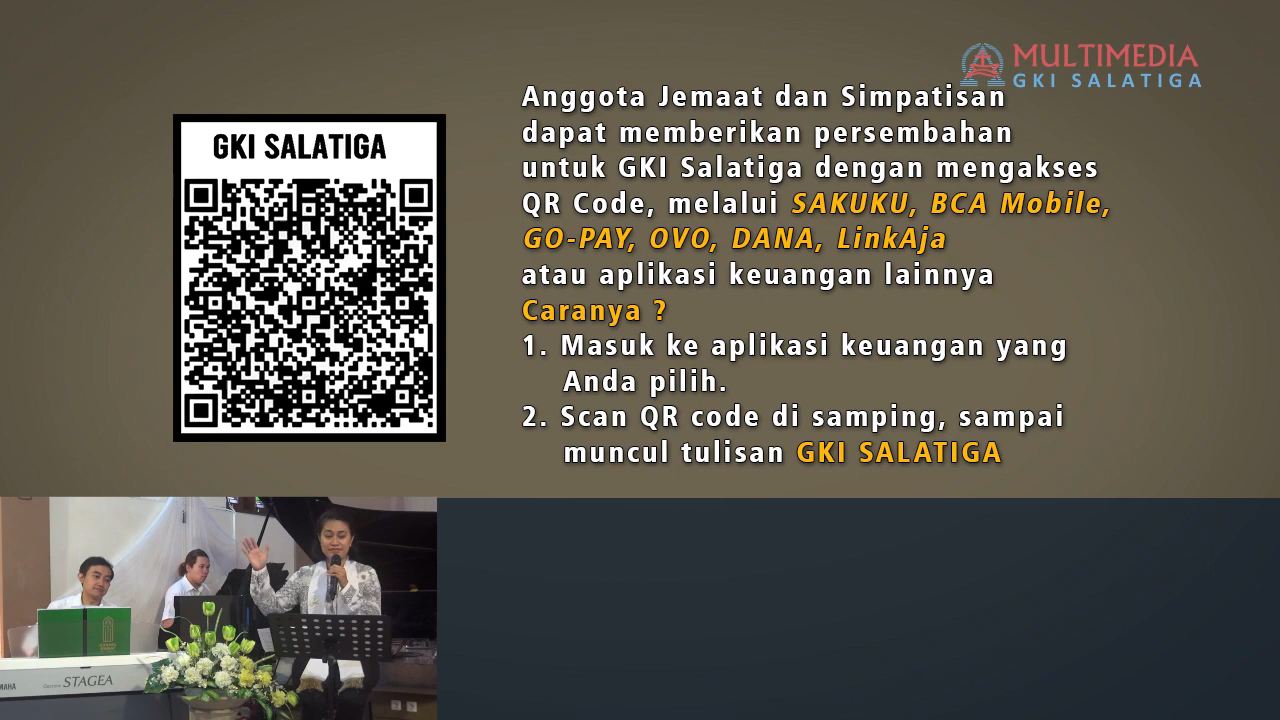 MULTIMEDIA
GKI SALATIGA
GKI SALATIGA
Anggota Jemaat dan Simpatisan
dapat memberikan persembahan
untuk GKI Salatiga dengan mengakses
QR Code, melalui SAKUKU, BCA Mobile,
GO-PAY, OVO, DANA, LinkAja
atau aplikasi keuangan lainnya
Caranya ?
1. Masuk ke aplikasi keuangan yang
Anda pilih.
2. Scan QR code di samping, sampai
muncul tulisan GKI SALATIGA
STAGEA